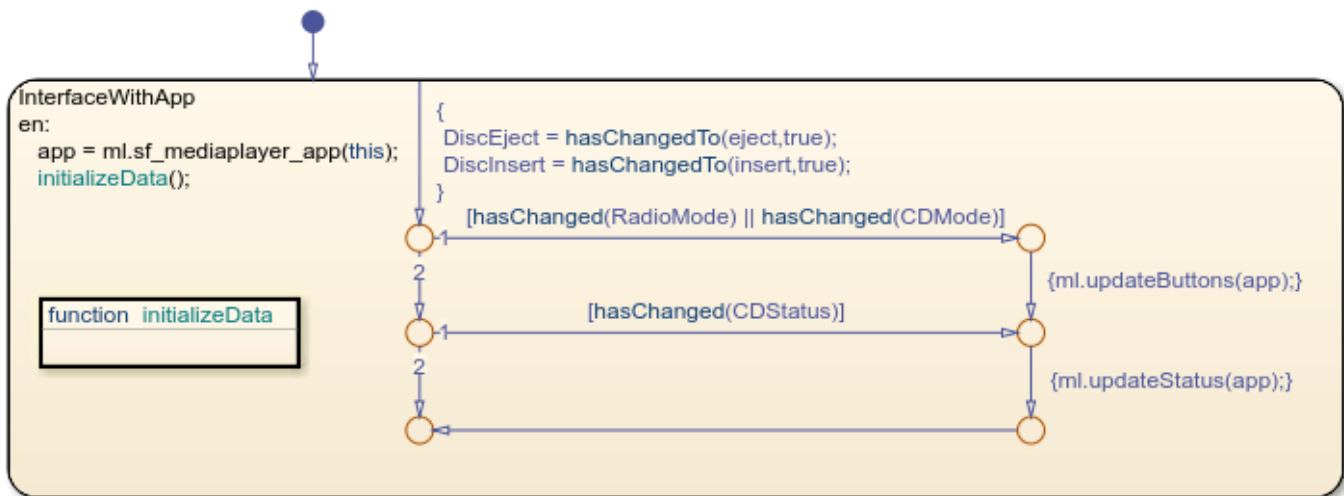 InterfaceWithApp
en:
app = ml.sf_mediaplayer_app(this);
initializeData();
{
DiscEject = hasChangedTo(eject,true);
DiscInsert = hasChangedTo(insert,true);
}
[hasChanged(RadioMode) || hasChanged(CDMode)]
1
2
{ml.updateButtons(app);}
function initializeData
[hasChanged(CDStatus)]
1
2
{ml.updateStatus(app);}